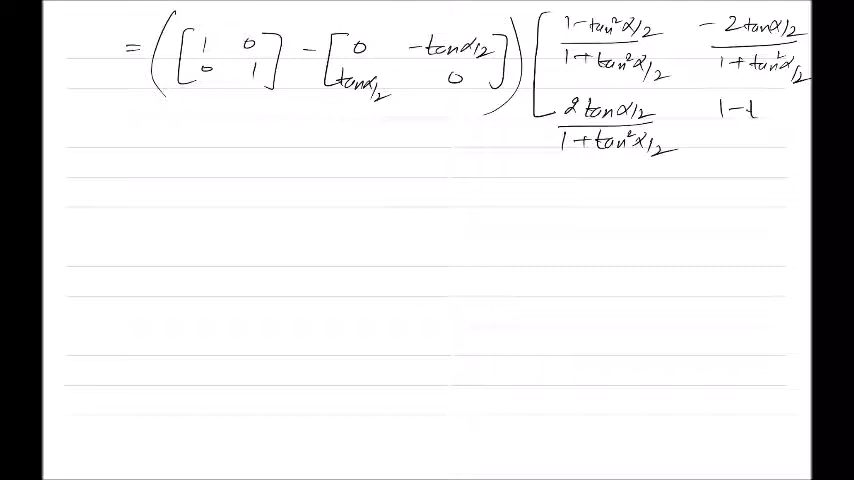 = ( [ 1 0 ; 0 1 ] - [ 0 -tanα/2 ; tanα/2 0 ] ) [ (1-tan²α/2)/(1+tan²α/2) -2tanα/2/(1+tan²α/2)
2tanα/2/(1+tan²α/2) 1-t